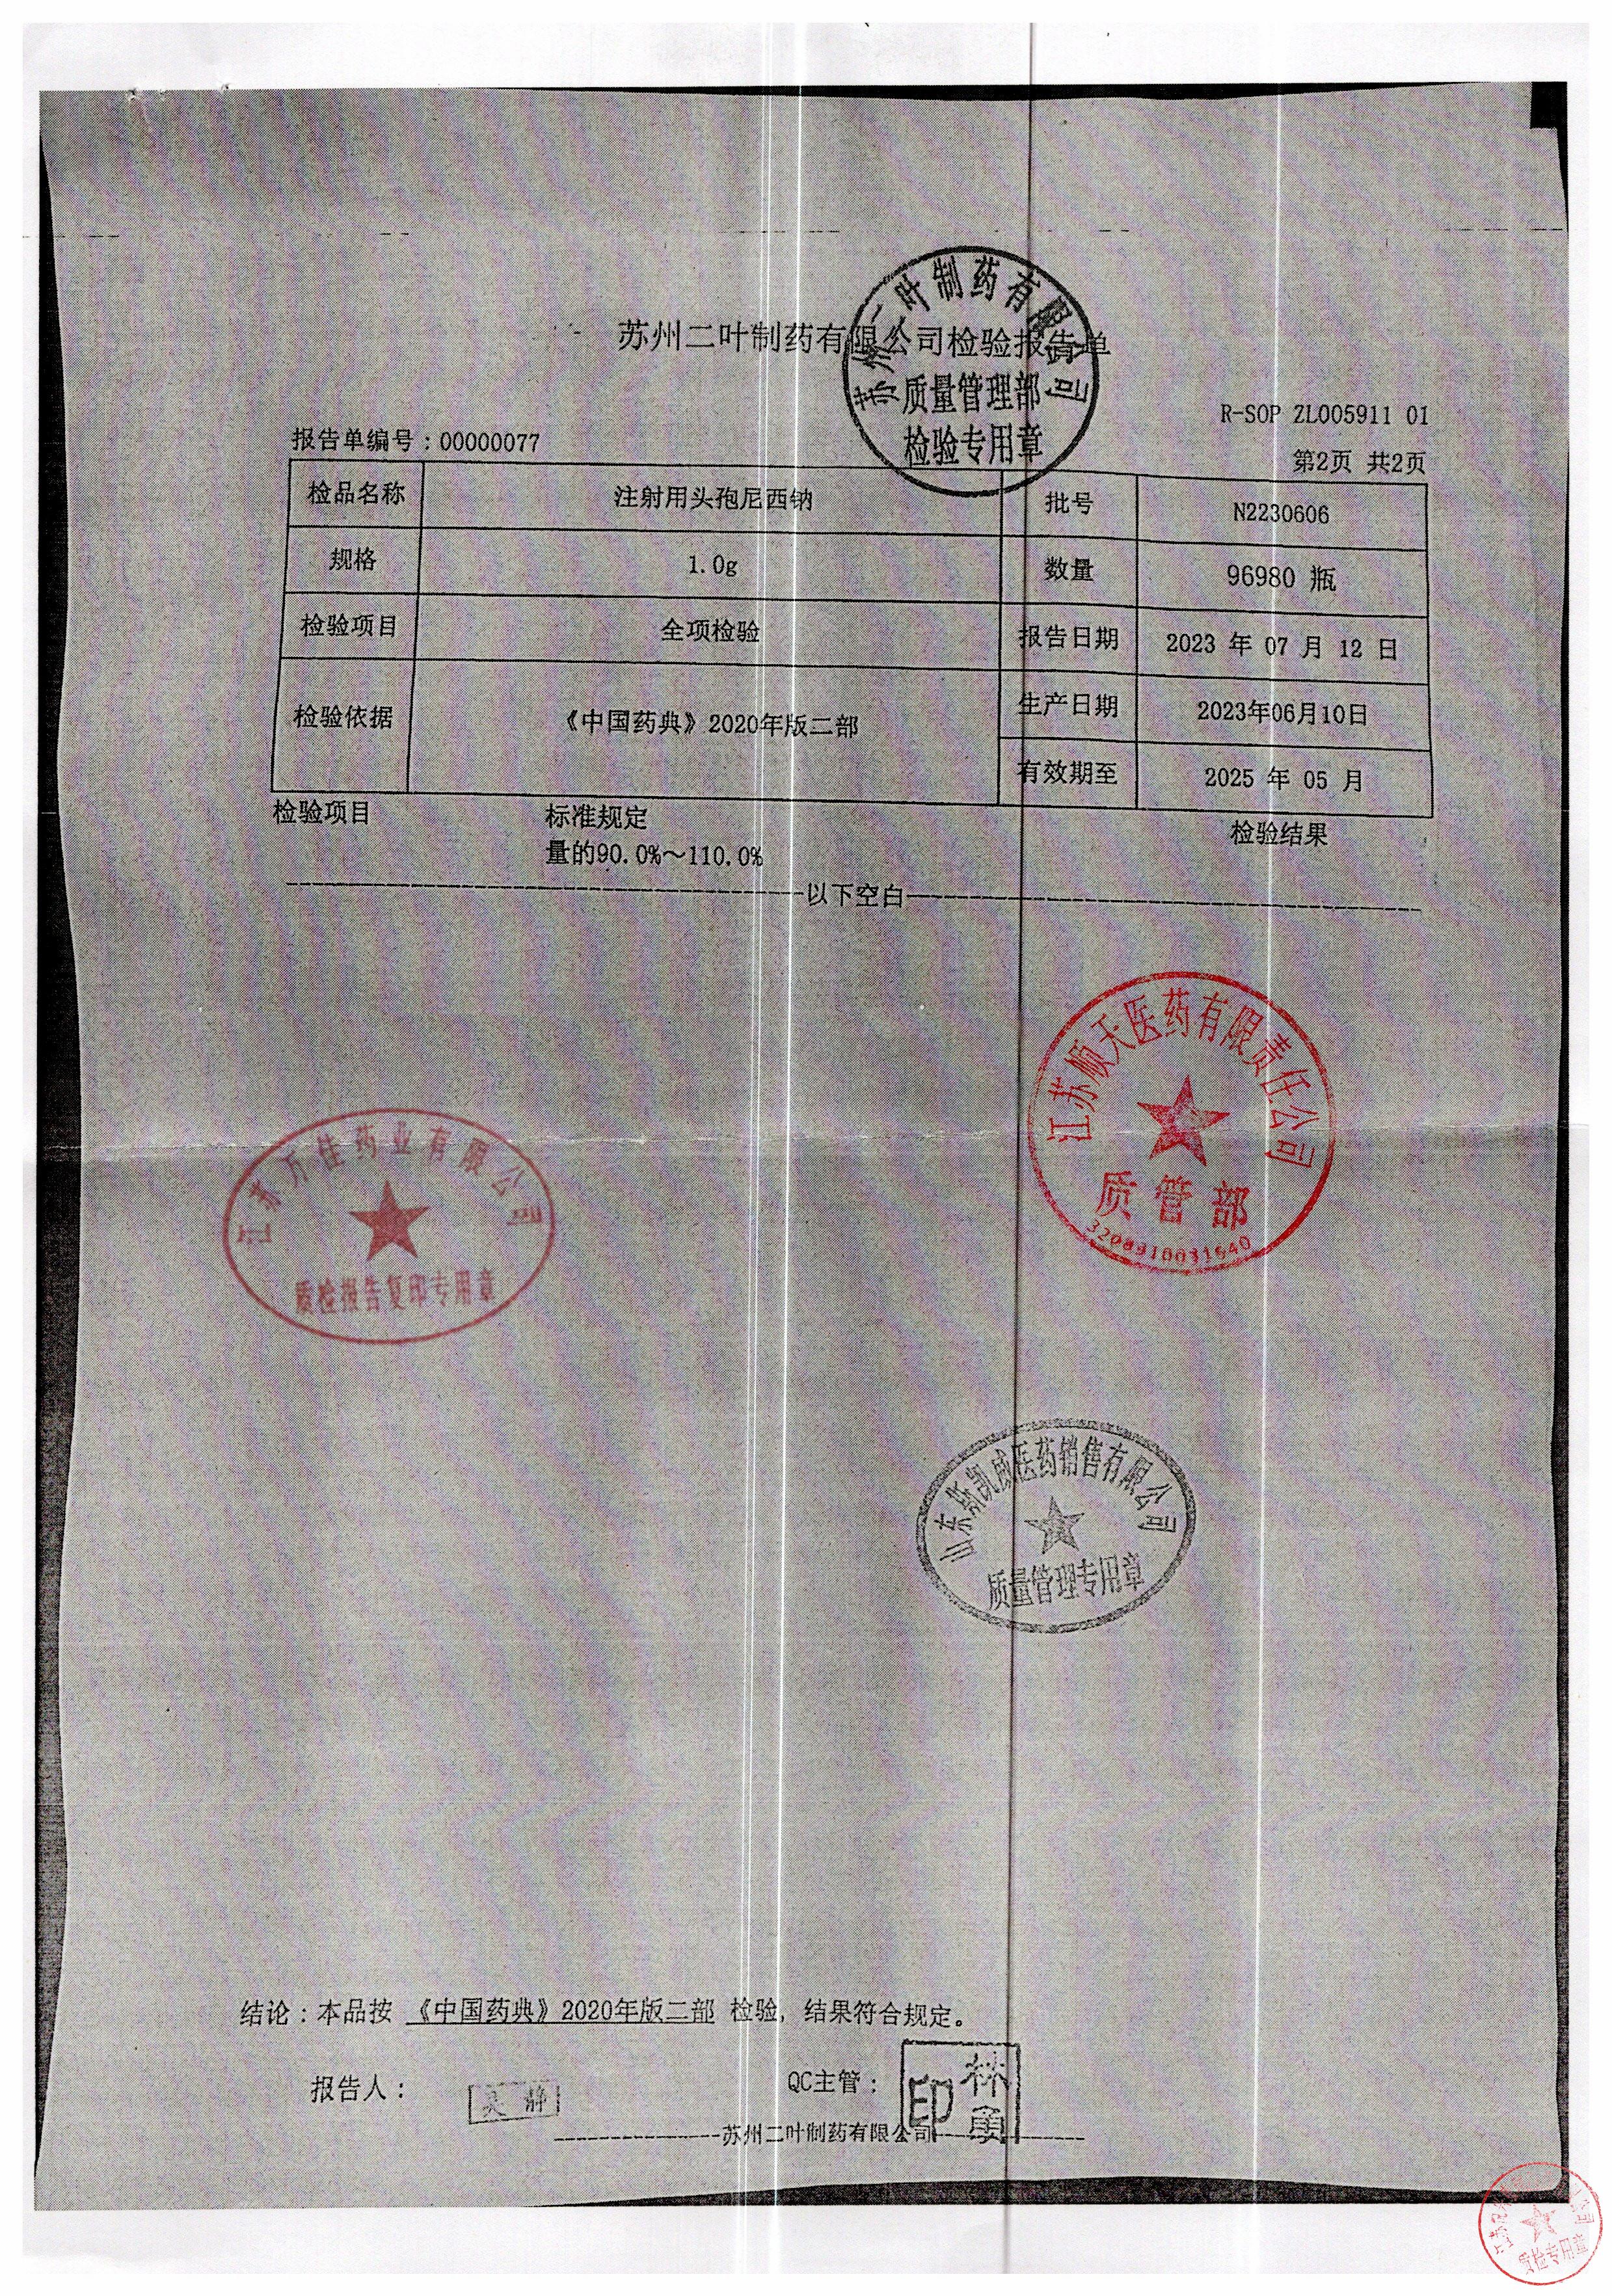 苏州二叶制药有限公司检验报告单
苏州二叶制药有限公司
质量管理部
检验专用章
R-SOP ZL005911 01
报告单编号：00000077
第2页 共2页
检品名称 注射用头孢尼西钠 批号 N2230606
规格 1.0g 数量 96980 瓶
检验项目 全项检验 报告日期 2023 年 07 月 12 日
检验依据 《中国药典》2020年版二部 生产日期 2023年06月10日
有效期至 2025 年 05 月
检验项目 标准规定 检验结果
量的90.0%～110.0%
以下空白
江苏顺天医药有限责任公司
质管部
江苏万佳药业有限公司
质检报告复印专用章
凯威医药销售有限公司
质量管理专用章
结论：本品按 《中国药典》2020年版二部 检验，结果符合规定。
报告人： 吴静 QC主管：
苏州二叶制药有限公司
质检专用章